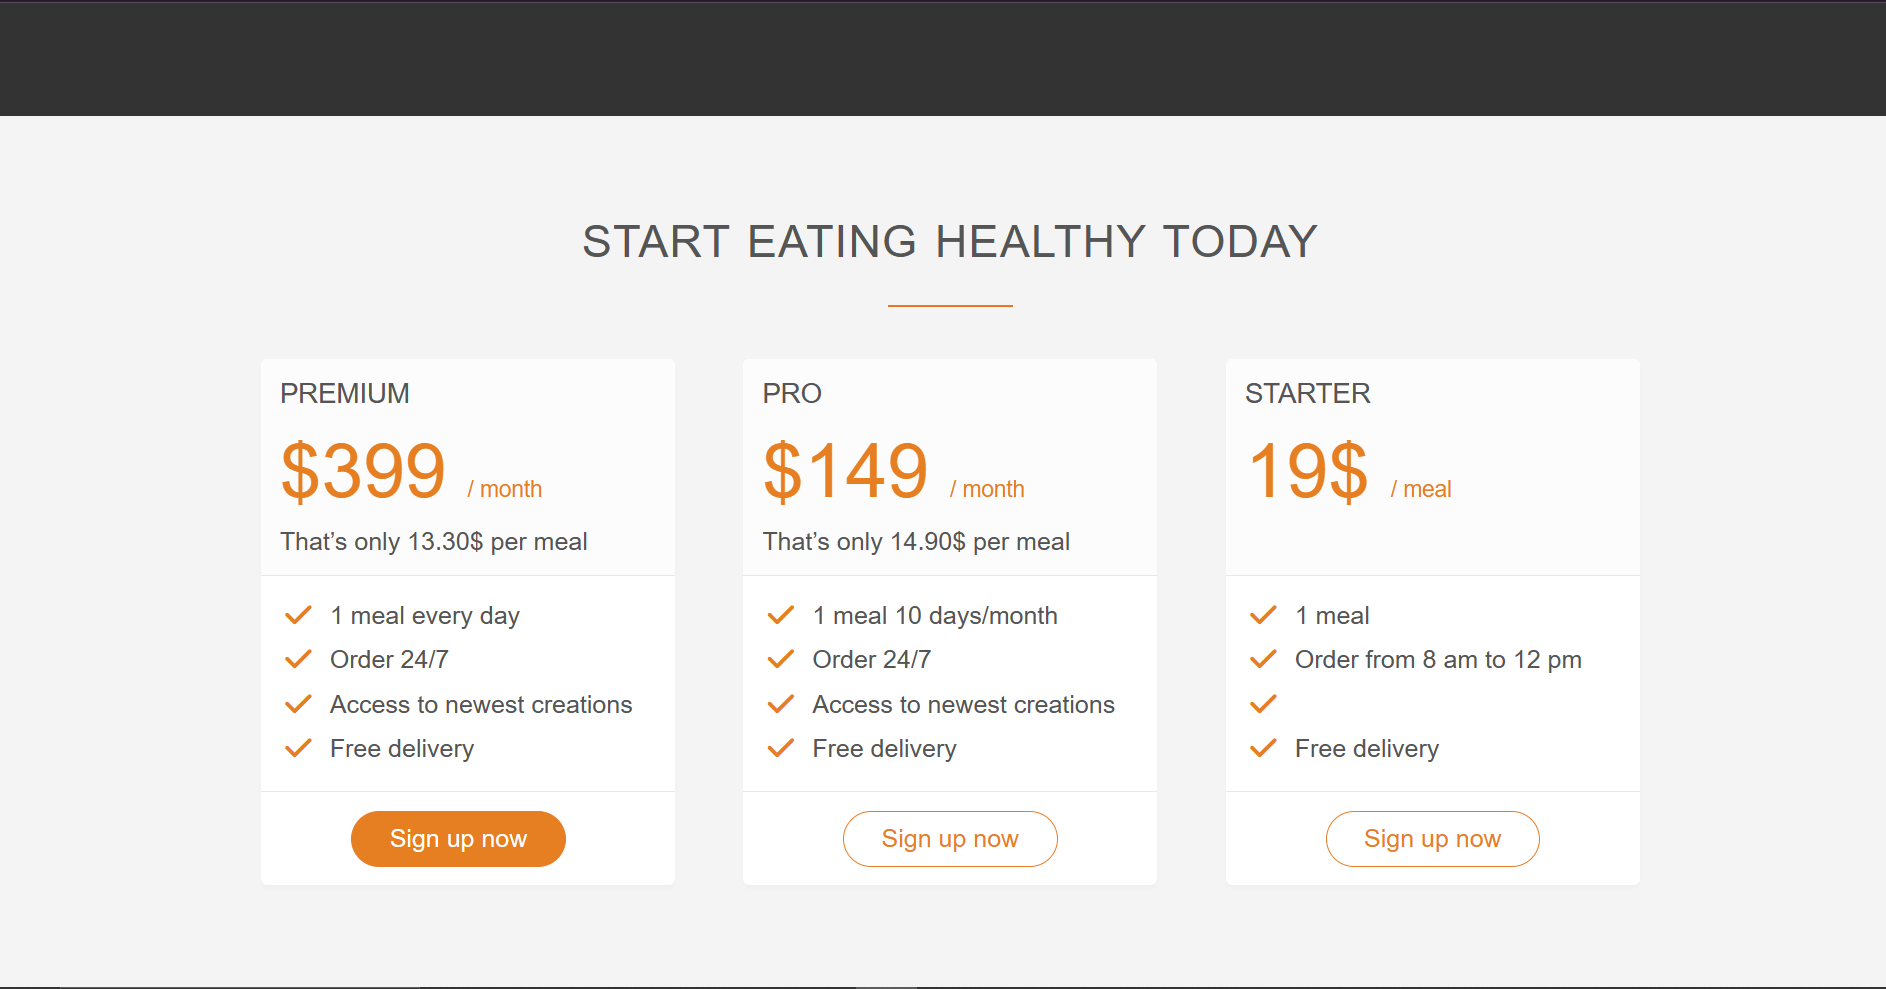 START EATING HEALTHY TODAY
PREMIUM
$399 / month
That’s only 13.30$ per meal
1 meal every day
Order 24/7
Access to newest creations
Free delivery
Sign up now
PRO
$149 / month
That’s only 14.90$ per meal
1 meal 10 days/month
Order 24/7
Access to newest creations
Free delivery
Sign up now
STARTER
19$ / meal
1 meal
Order from 8 am to 12 pm
Free delivery
Sign up now